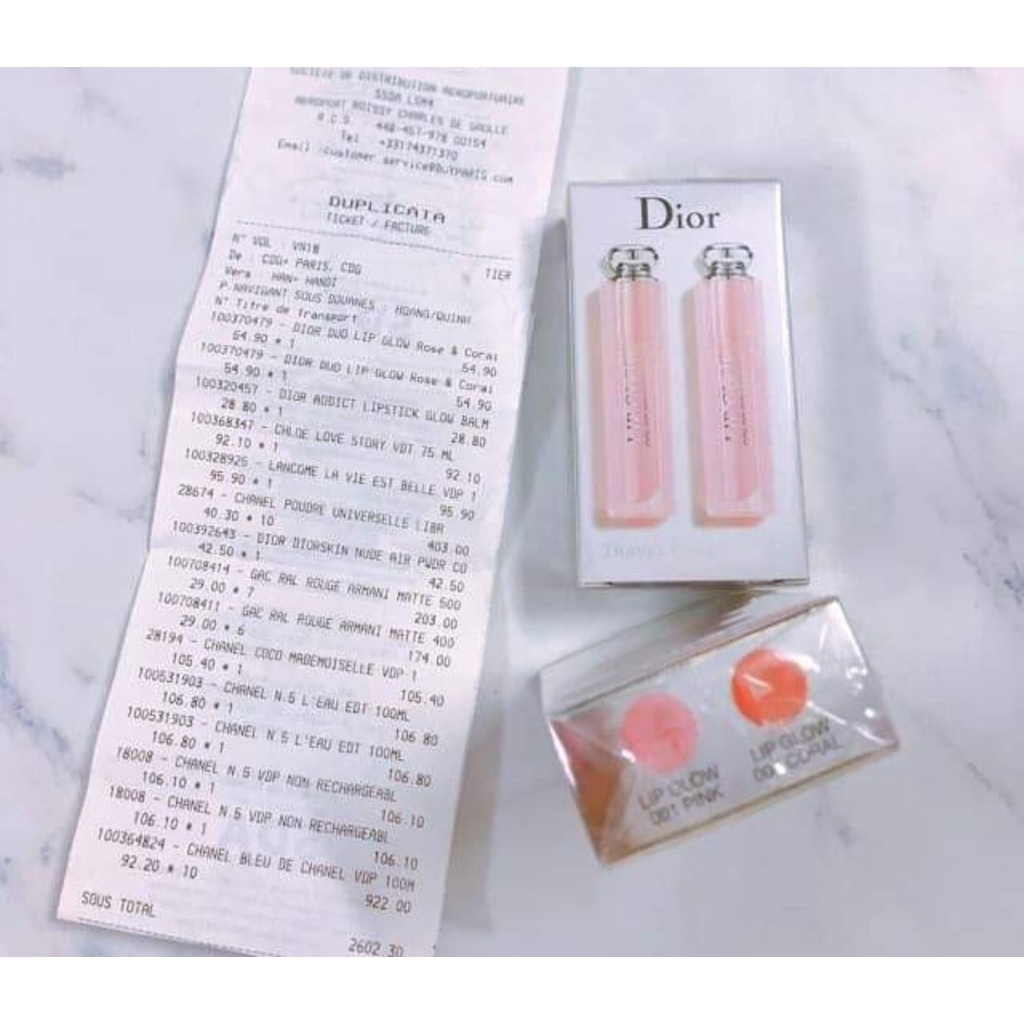 SOCIETE DE DISTRIBUTION AEROPORTUAIRE
SSDA LSM4
AEROPORT ROISSY CHARLES DE GAULLE
R.C.S. 448-457-978 00154
Tel +33174371370
Email :customer.service@BUYPARIS.com
DUPLICATA
TICKET / FACTURE
N° VOL : VN18
TIER
De : CDG+ PARIS, CDG
Vers : HAN+ HANOI
P.NAVIGANT SOUS DOUANES : HOANG/QUINH
N° Titre de Transport
100370479 - DIOR DUO LIP GLOW Rose & Coral
54.90 * 1 54.90
100370479 - DIOR DUO LIP GLOW Rose & Coral
54.90 * 1 54.90
100320457 - DIOR ADDICT LIPSTICK GLOW BALM
28.80 * 1 28.80
100368347 - CHLOE LOVE STORY VDT 75 ML
92.10 * 1 92.10
100328926 - LANCOME LA VIE EST BELLE VDP 1
95.90 * 1 95.90
28674 - CHANEL POUDRE UNIVERSELLE LIBR
40.30 * 10 403.00
100392643 - DIOR DIORSKIN NUDE AIR PWDR CO
42.50 * 1 42.50
100708414 - GAC RAL ROUGE ARMANI MATTE 500
29.00 * 7 203.00
100708411 - GAC RAL ROUGE ARMANI MATTE 400
29.00 * 6 174.00
28194 - CHANEL COCO MADEMOISELLE VDP 1
105.40 * 1 105.40
100531903 - CHANEL N.5 L'EAU EDT 100ML
106.80 * 1 106.80
100531903 - CHANEL N.5 L'EAU EDT 100ML
106.80 * 1 106.80
18008 - CHANEL N.5 VDP NON RECHARGEABL
106.10 * 1 106.10
18008 - CHANEL N.5 VDP NON RECHARGEABL
106.10 * 1 106.10
100364824 - CHANEL BLEU DE CHANEL VDP 100M
92.20 * 10 922.00
SOUS TOTAL
2602.30
Dior
LIP GLOW
LIP GLOW
TRAVEL
LIP GLOW
001 PINK
LIP GLOW
004 CORAL